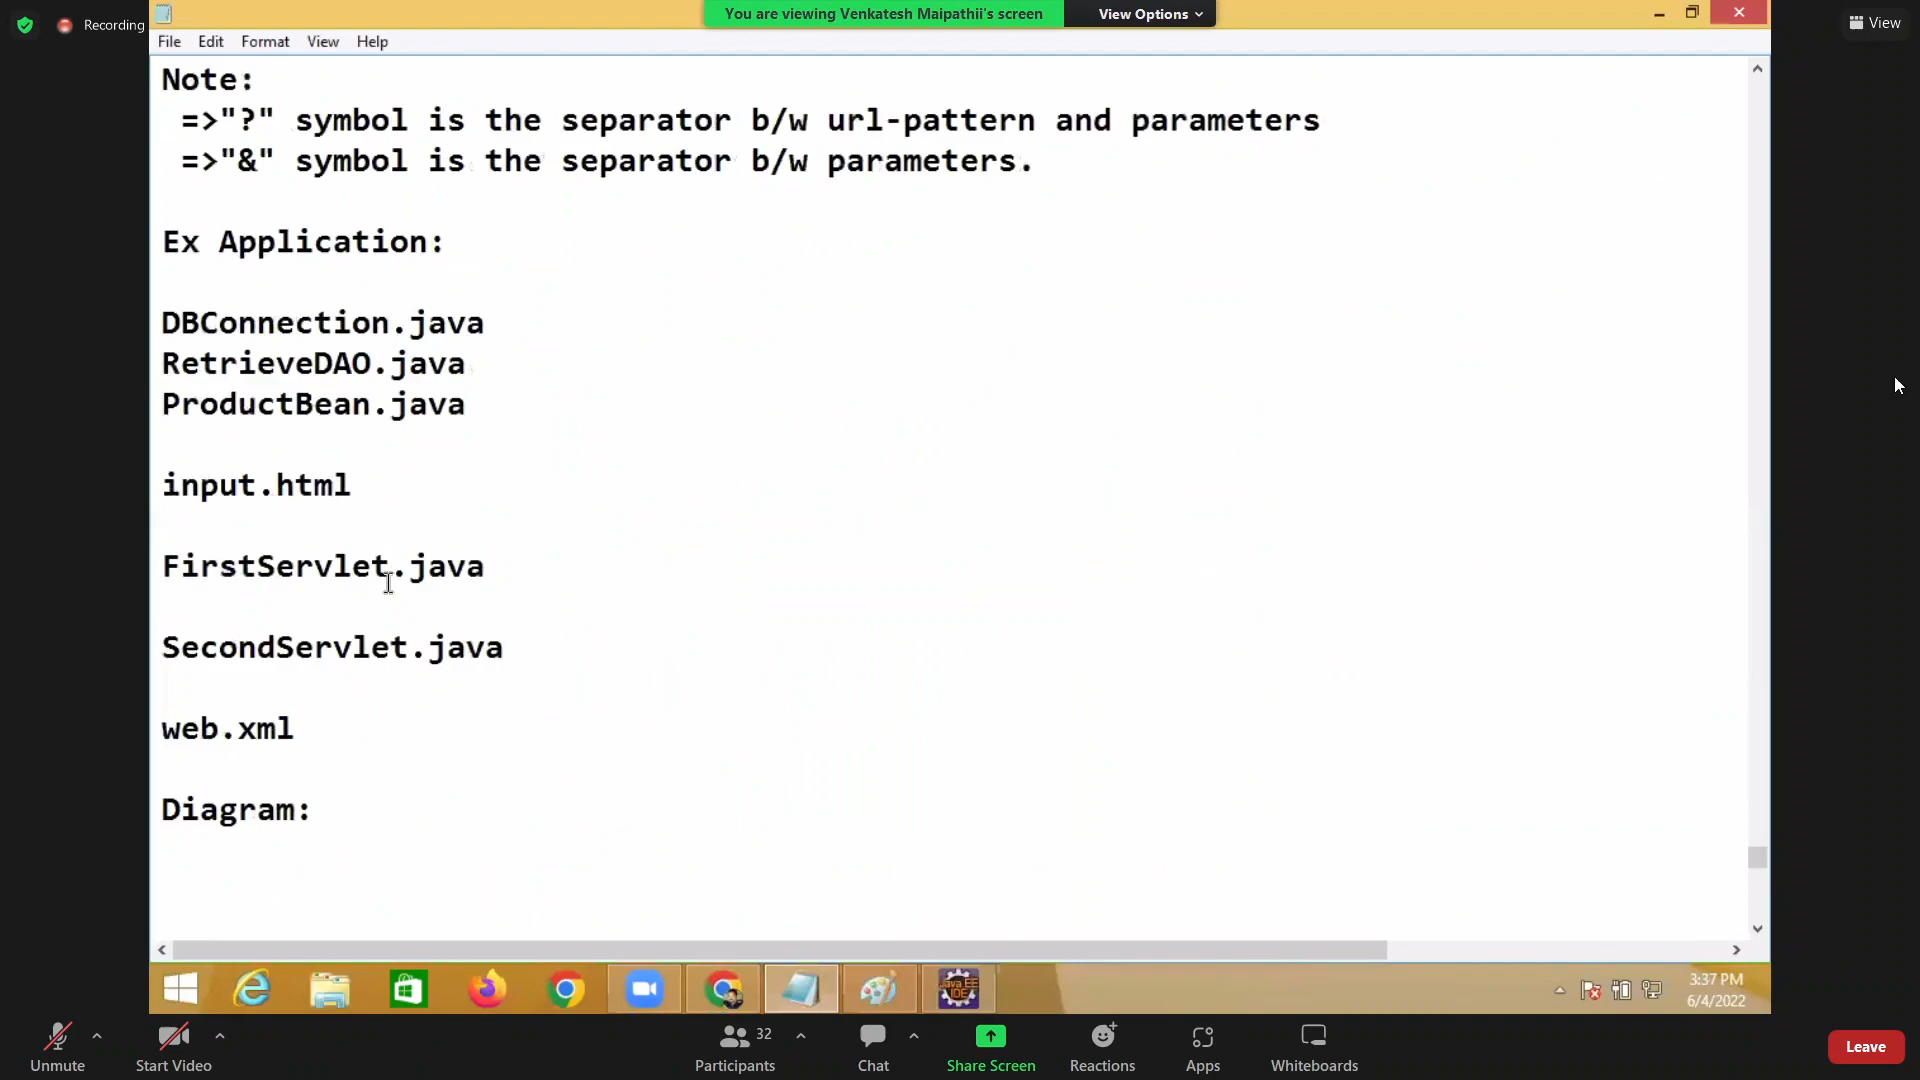 Recording
You are viewing Venkatesh Maipathii's screen
View Options
View
File Edit Format View Help
Note:
=>"?" symbol is the separator b/w url-pattern and parameters
=>"&" symbol is the separator b/w parameters.
Ex Application:
DBConnection.java
RetrieveDAO.java
ProductBean.java
input.html
FirstServlet.java
SecondServlet.java
web.xml
Diagram:
Java EE
IDE
3:37 PM
6/4/2022
32
Unmute
Start Video
Participants
Chat
Share Screen
Reactions
Apps
Whiteboards
Leave